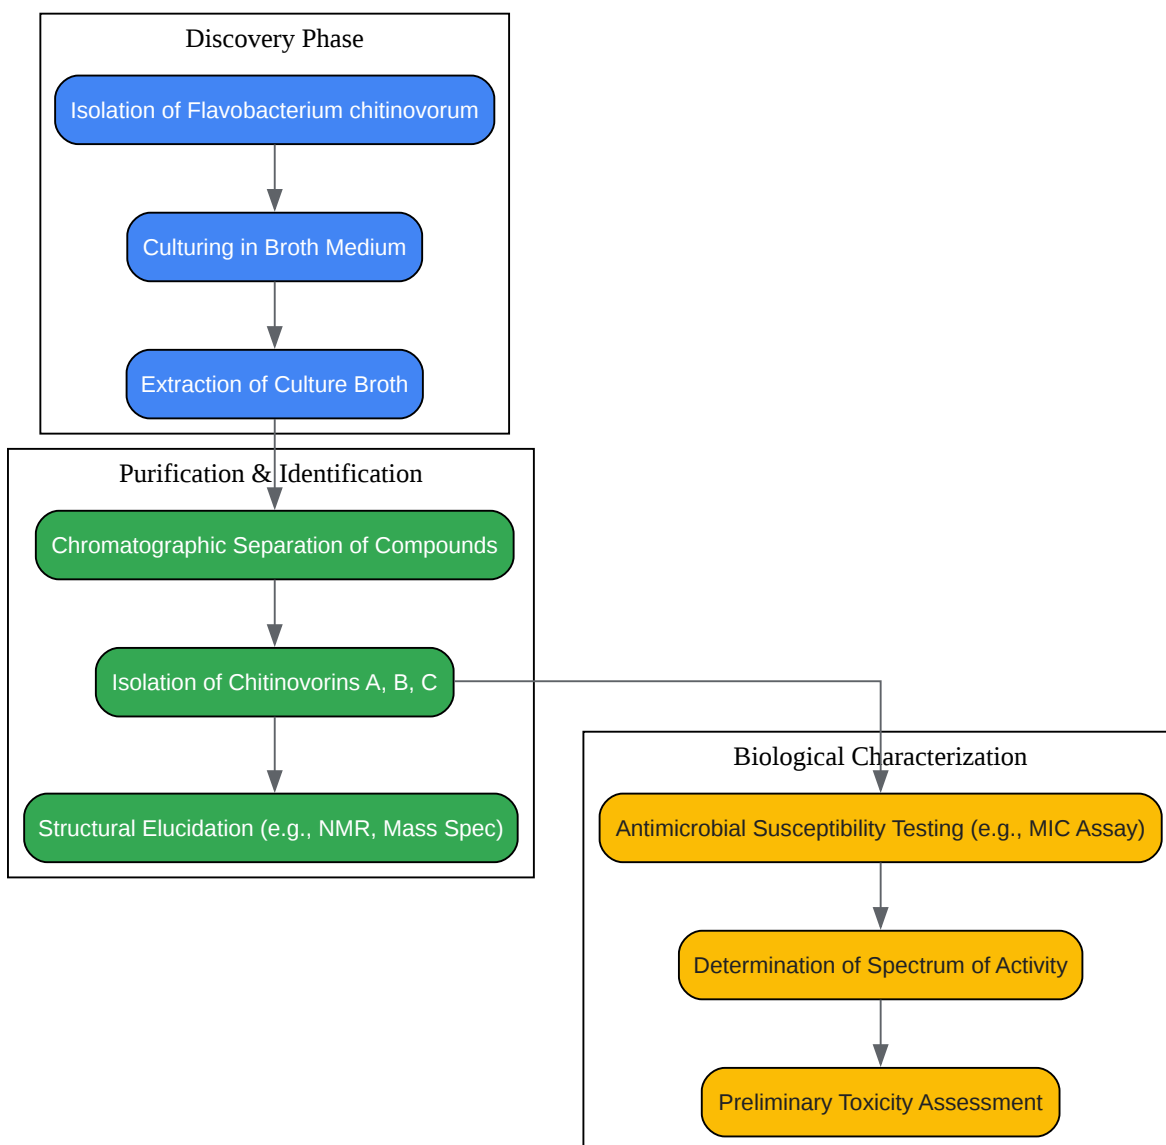 Discovery Phase
Isolation of Flavobacterium chitinovorum
Culturing in Broth Medium
Extraction of Culture Broth
Purification & Identification
Chromatographic Separation of Compounds
Isolation of Chitinovorins A, B, C
Structural Elucidation (e.g., NMR, Mass Spec)
Biological Characterization
Antimicrobial Susceptibility Testing (e.g., MIC Assay)
Determination of Spectrum of Activity
Preliminary Toxicity Assessment